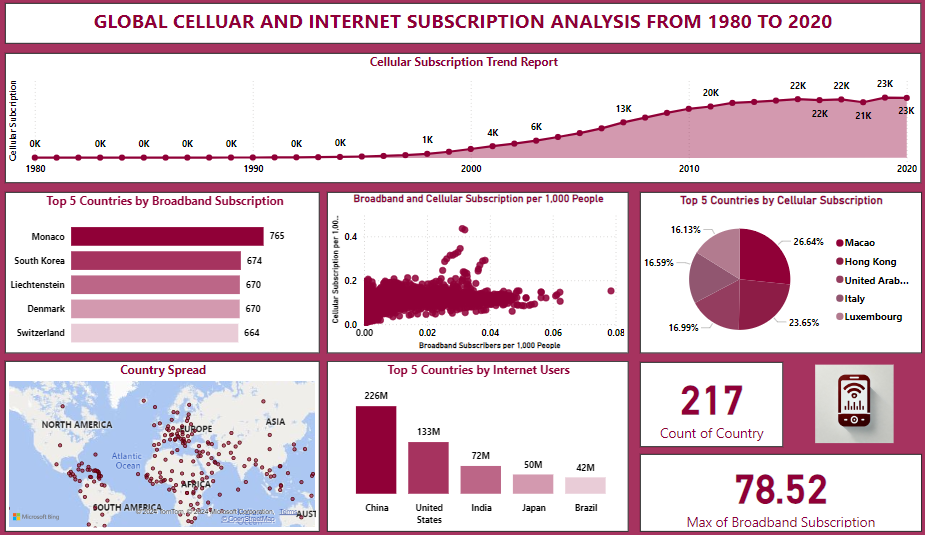 GLOBAL CELLUAR AND INTERNET SUBSCRIPTION ANALYSIS FROM 1980 TO 2020
Cellular Subscription Trend Report
Cellular Subcription
0K 0K 0K 0K 0K 0K 0K 1K 4K 6K 13K 20K 22K 22K 22K 21K 23K 23K
1980 1990 2000 2010 2020
Top 5 Countries by Broadband Subscription
Monaco 765
South Korea 674
Liechtenstein 670
Denmark 670
Switzerland 664
Broadband and Cellular Subscription per 1,000 People
Cellular Subscription per 1,00...
0.4
0.2
0.0
0.00 0.02 0.04 0.06 0.08
Broadband Subscribers per 1,000 People
Top 5 Countries by Cellular Subscription
16.13%
26.64%
16.59%
16.99%
23.65%
Macao
Hong Kong
United Arab...
Italy
Luxembourg
Country Spread
NORTH AMERICA
EUROPE
ASIA
Atlantic
Ocean
AFRICA
SOUTH AMERICA
AUST
Microsoft Bing
© 2024 TomTom, © 2024 Microsoft Corporation, Terms
© OpenStreetMap
Top 5 Countries by Internet Users
226M
133M
72M
50M
42M
China United States India Japan Brazil
217
Count of Country
78.52
Max of Broadband Subscription